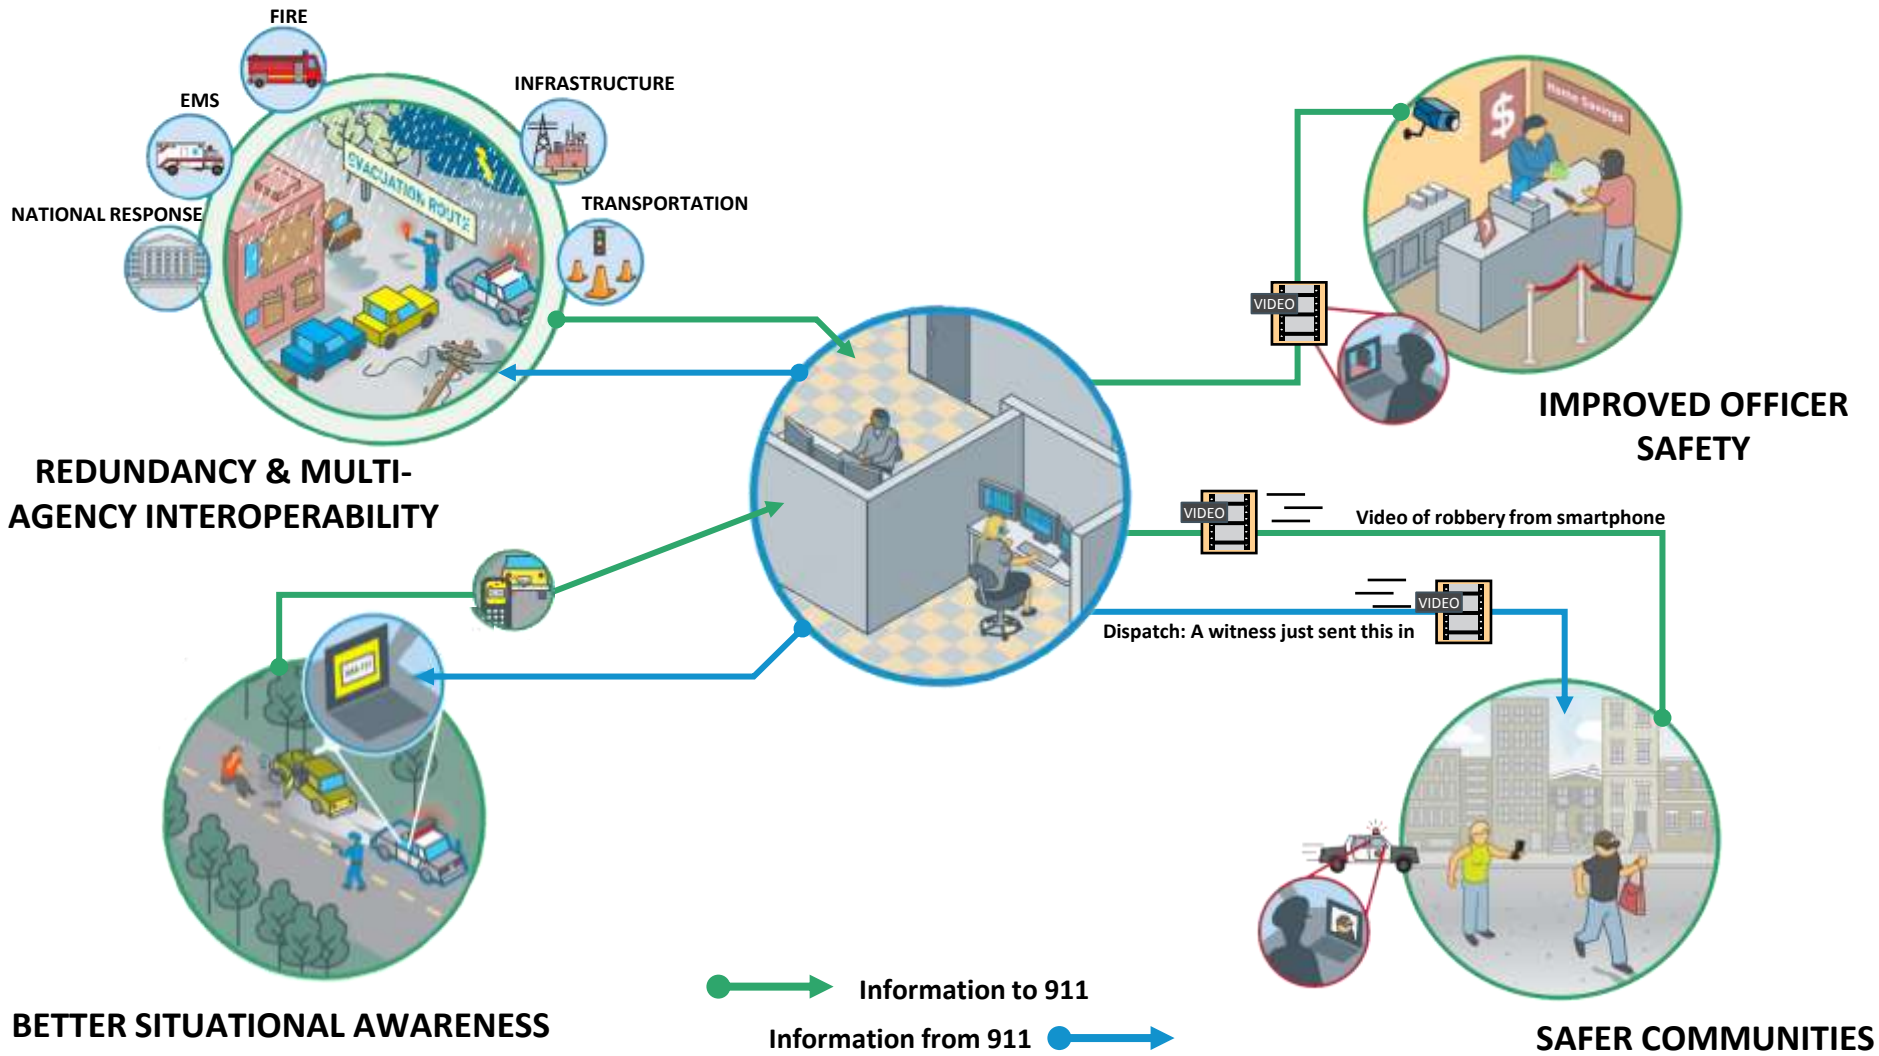 FIRE
EMS
INFRASTRUCTURE
NATIONAL RESPONSE
TRANSPORTATION
EVACUATION ROUTE
REDUNDANCY & MULTI-
AGENCY INTEROPERABILITY
$
Home Savings
VIDEO
IMPROVED OFFICER
SAFETY
VIDEO
Video of robbery from smartphone
VIDEO
Dispatch: A witness just sent this in
Information to 911
Information from 911
BETTER SITUATIONAL AWARENESS
SAFER COMMUNITIES